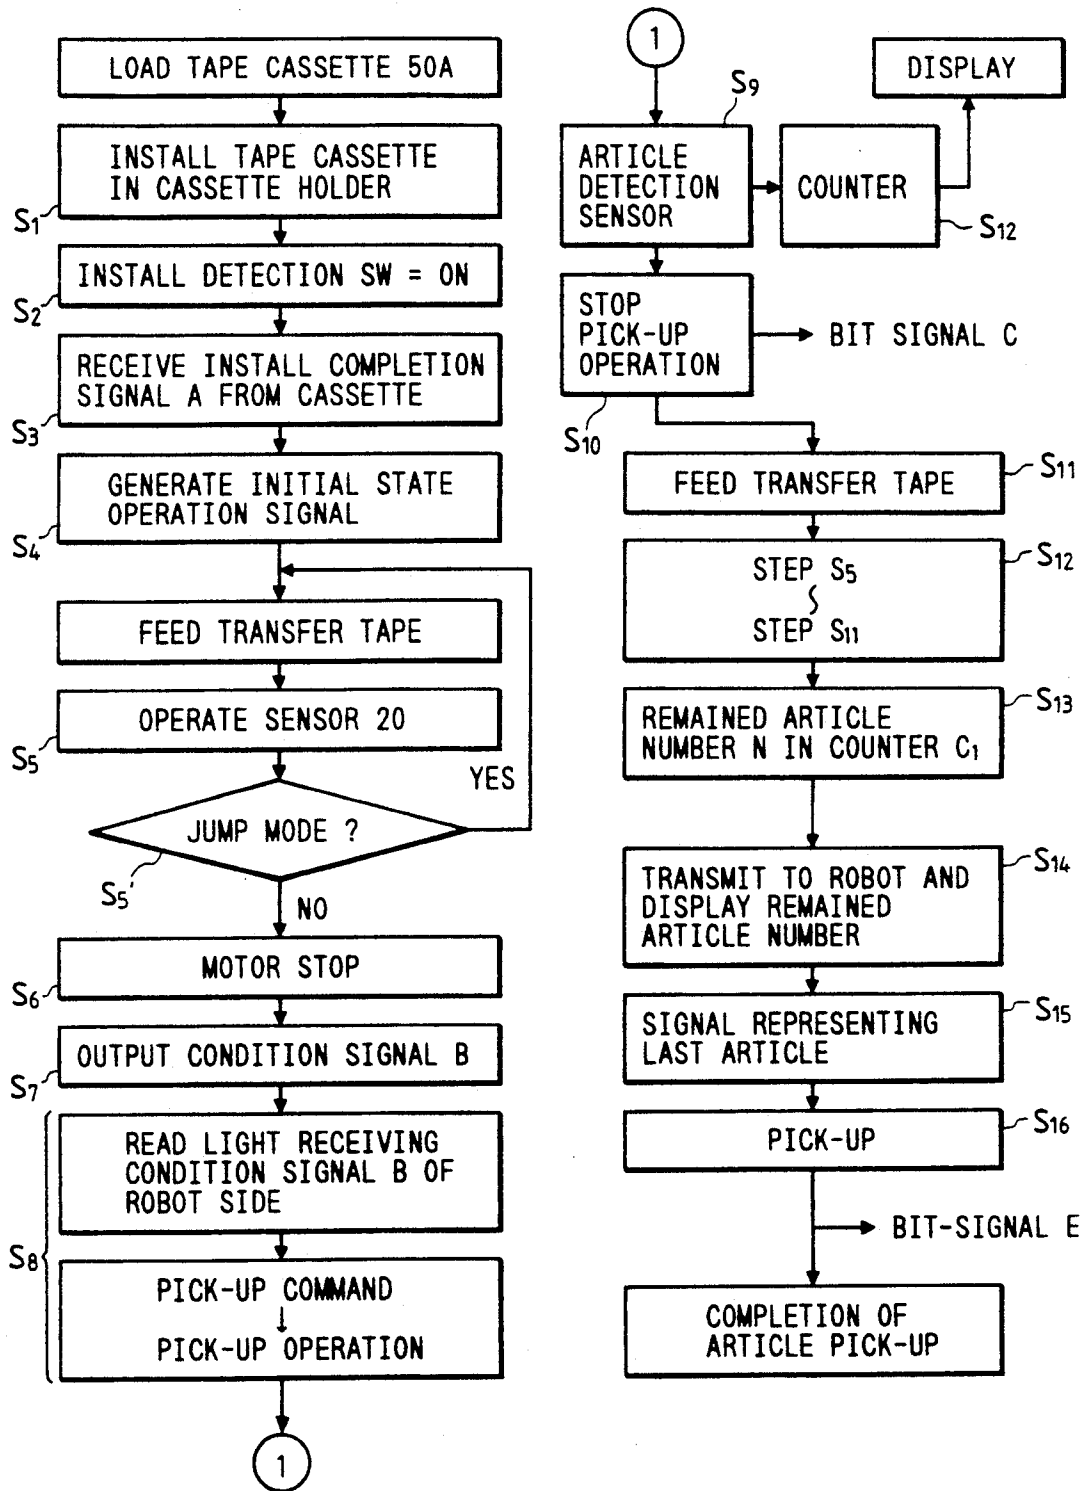 LOAD TAPE CASSETTE 50A
INSTALL TAPE CASSETTE
IN CASSETTE HOLDER
S1
INSTALL DETECTION SW = ON
S2
RECEIVE INSTALL COMPLETION
SIGNAL A FROM CASSETTE
S3
GENERATE INITIAL STATE
OPERATION SIGNAL
S4
FEED TRANSFER TAPE
OPERATE SENSOR 20
S5
YES
JUMP MODE ?
S5'
NO
MOTOR STOP
S6
OUTPUT CONDITION SIGNAL B
S7
READ LIGHT RECEIVING
CONDITION SIGNAL B OF
ROBOT SIDE
S8
PICK-UP COMMAND
↓
PICK-UP OPERATION
1
1
DISPLAY
S9
ARTICLE
DETECTION
SENSOR
COUNTER
S12
STOP
PICK-UP
OPERATION
BIT SIGNAL C
S10
FEED TRANSFER TAPE
S11
STEP S5
STEP S11
S12
REMAINED ARTICLE
NUMBER N IN COUNTER C1
S13
TRANSMIT TO ROBOT AND
DISPLAY REMAINED
ARTICLE NUMBER
S14
SIGNAL REPRESENTING
LAST ARTICLE
S15
PICK-UP
S16
BIT-SIGNAL E
COMPLETION OF
ARTICLE PICK-UP